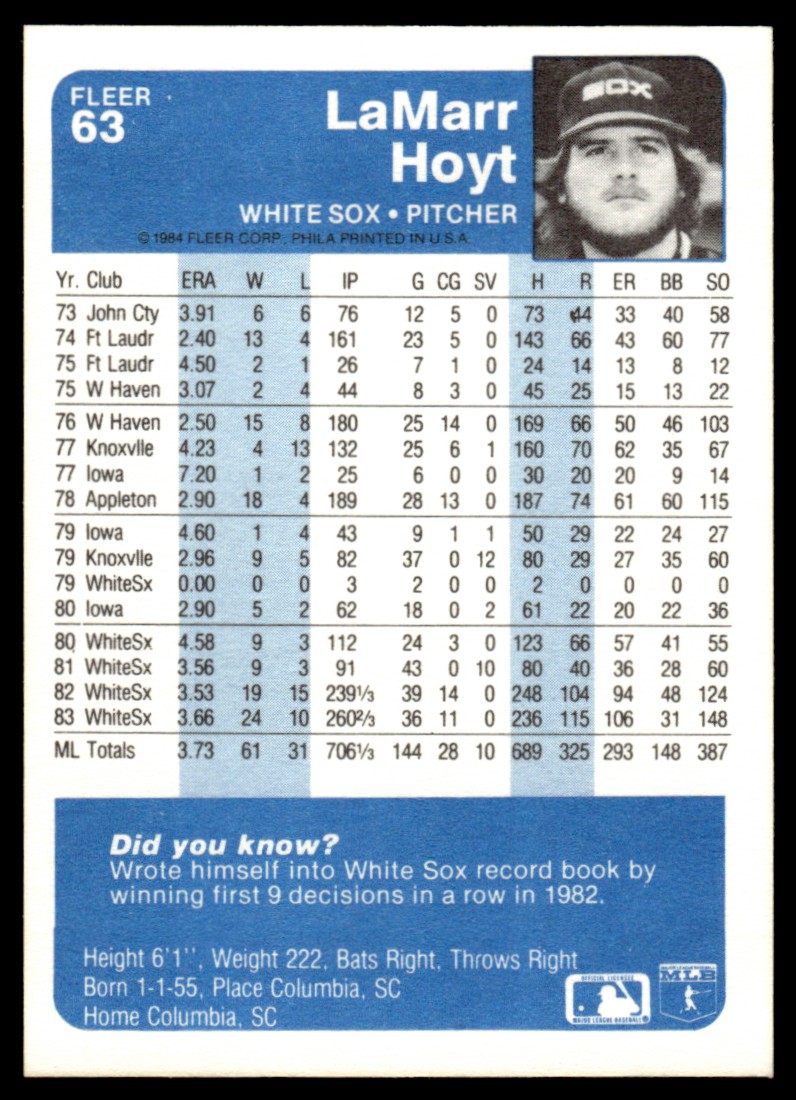 FLEER
63
LaMarr
Hoyt
WHITE SOX • PITCHER
© 1984 FLEER CORP., PHILA PRINTED IN U.S.A.
SOX
Yr. Club ERA W L IP G CG SV H R ER BB SO
73 John Cty 3.91 6 6 76 12 5 0 73 44 33 40 58
74 Ft Laudr 2.40 13 4 161 23 5 0 143 66 43 60 77
75 Ft Laudr 4.50 2 1 26 7 1 0 24 14 13 8 12
75 W Haven 3.07 2 4 44 8 3 0 45 25 15 13 22
76 W Haven 2.50 15 8 180 25 14 0 169 66 50 46 103
77 Knoxvlle 4.23 4 13 132 25 6 1 160 70 62 35 67
77 Iowa 7.20 1 2 25 6 0 0 30 20 20 9 14
78 Appleton 2.90 18 4 189 28 13 0 187 74 61 60 115
79 Iowa 4.60 1 4 43 9 1 1 50 29 22 24 27
79 Knoxvlle 2.96 9 5 82 37 0 12 80 29 27 35 60
79 WhiteSx 0.00 0 0 3 2 0 0 2 0 0 0 0
80 Iowa 2.90 5 2 62 18 0 2 61 22 20 22 36
80 WhiteSx 4.58 9 3 112 24 3 0 123 66 57 41 55
81 WhiteSx 3.56 9 3 91 43 0 10 80 40 36 28 60
82 WhiteSx 3.53 19 15 239⅓ 39 14 0 248 104 94 48 124
83 WhiteSx 3.66 24 10 260⅔ 36 11 0 236 115 106 31 148
ML Totals 3.73 61 31 706⅓ 144 28 10 689 325 293 148 387
Did you know?
Wrote himself into White Sox record book by
winning first 9 decisions in a row in 1982.
Height 6'1'', Weight 222, Bats Right, Throws Right
Born 1-1-55, Place Columbia, SC
Home Columbia, SC
OFFICIAL LICENSEE
MAJOR LEAGUE BASEBALL
MLB